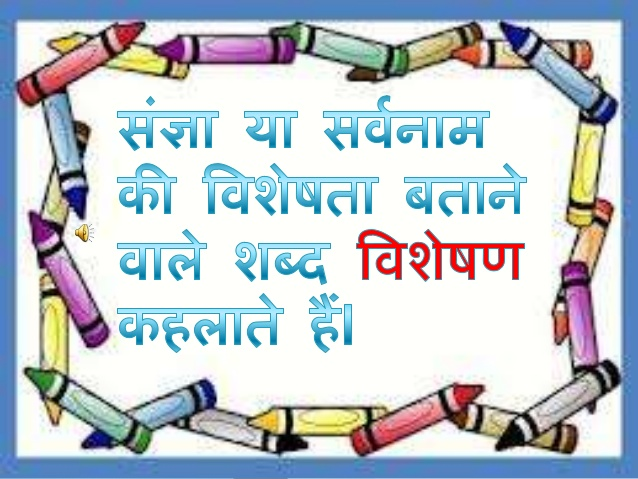 संज्ञा या सर्वनाम
की विशेषता बताने
वाले शब्द विशेषण
कहलाते हैं।